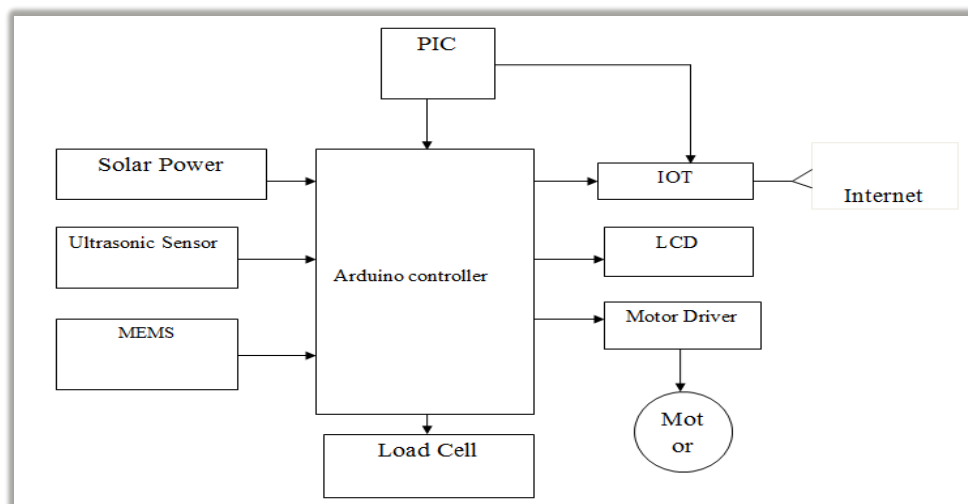 PIC
Solar Power
IOT
Internet
Ultrasonic Sensor
LCD
Arduino controller
MEMS
Motor Driver
Mot
or
Load Cell